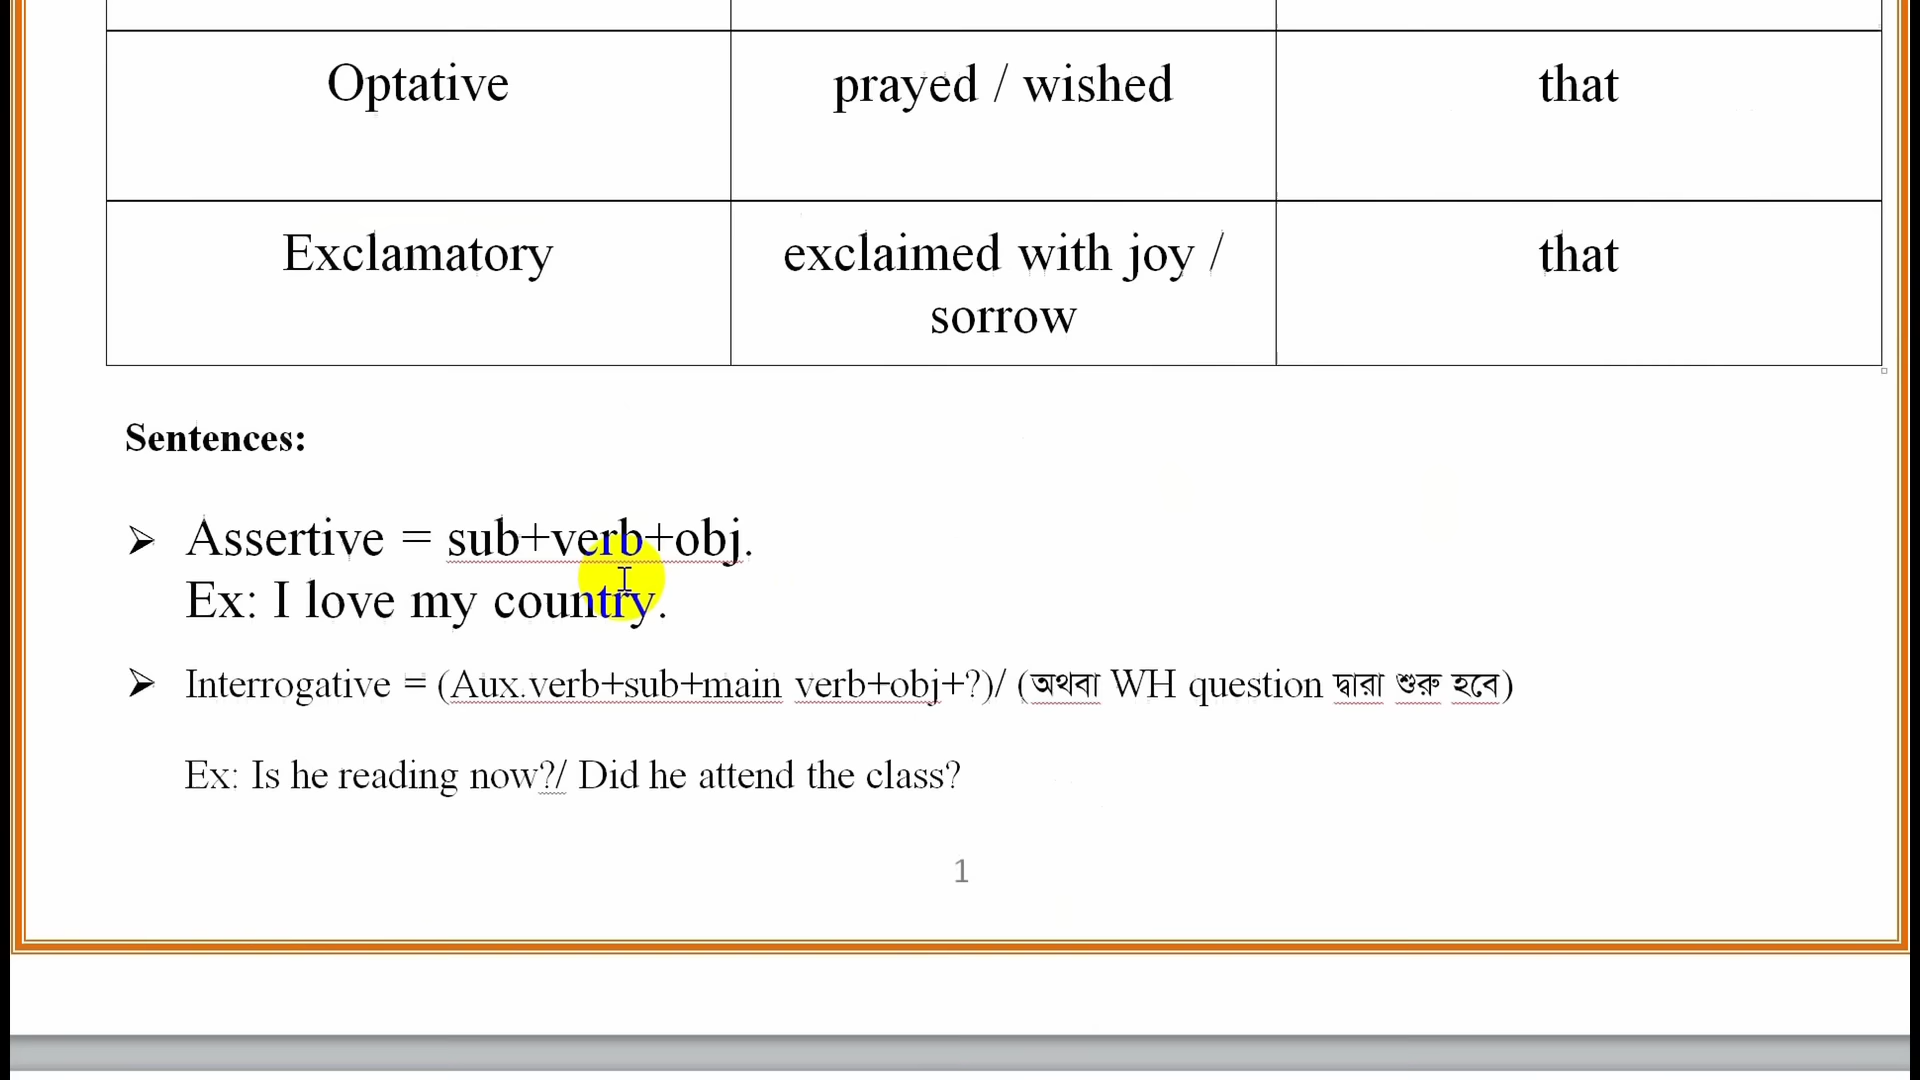 Optative prayed / wished that
Exclamatory exclaimed with joy / that
sorrow
Sentences:
➢ Assertive = sub+verb+obj.
Ex: I love my country.
➢ Interrogative = (Aux.verb+sub+main verb+obj+?)/ (অথবা WH question দ্বারা শুরু হবে)
Ex: Is he reading now?/ Did he attend the class?
1